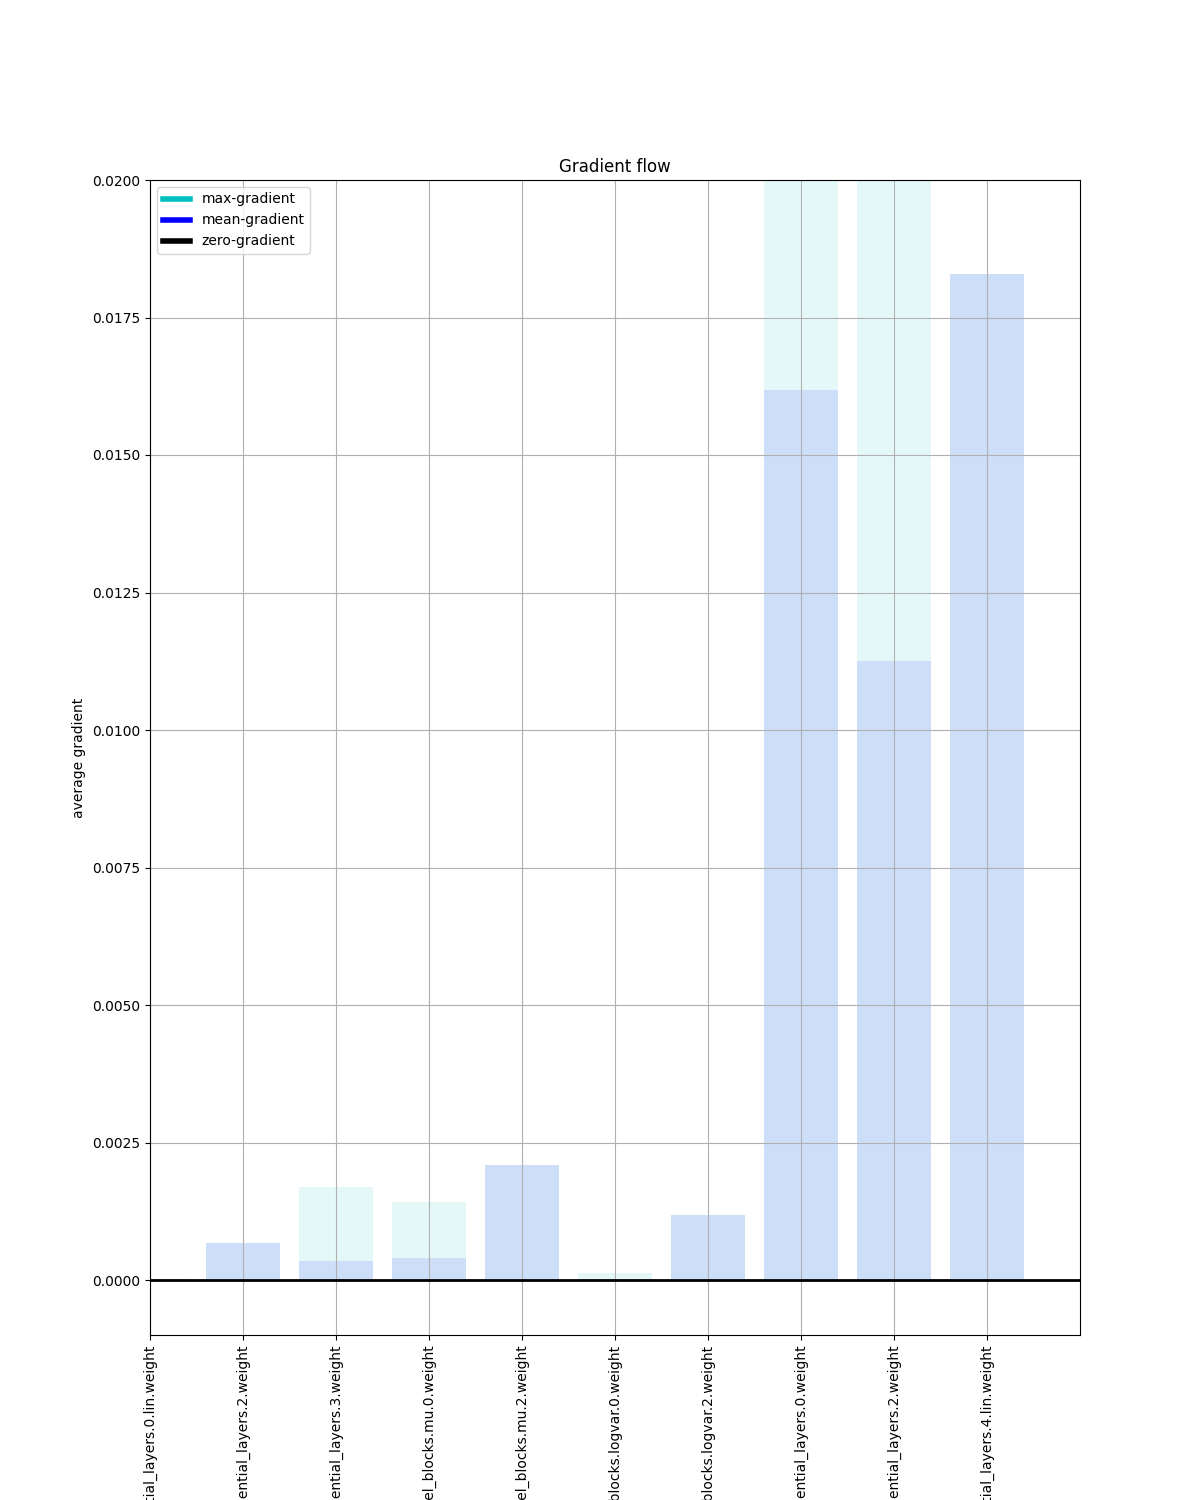 Gradient flow
max-gradient
mean-gradient
zero-gradient
0.0200
0.0175
0.0150
0.0125
0.0100
0.0075
0.0050
0.0025
0.0000
average gradient
tial_layers.0.lin.weight
ential_layers.2.weight
ential_layers.3.weight
el_blocks.mu.0.weight
el_blocks.mu.2.weight
blocks.logvar.0.weight
blocks.logvar.2.weight
ential_layers.0.weight
ential_layers.2.weight
tial_layers.4.lin.weight